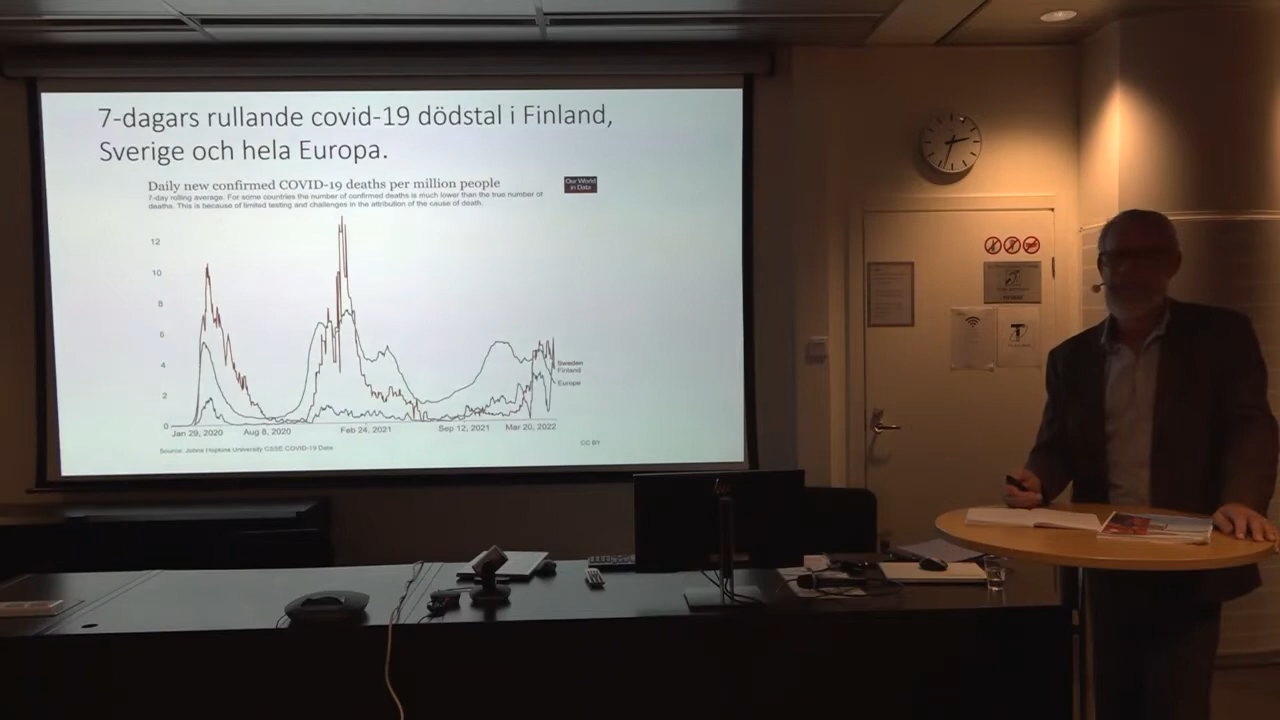 7-dagars rullande covid-19 dödstal i Finland,
Sverige och hela Europa.
Daily new confirmed COVID-19 deaths per million people
Our World
in Data
7-day rolling average. For some countries the number of confirmed deaths is much lower than the true number of
deaths. This is because of limited testing and challenges in the attribution of the cause of death.
12
10
8
6
4
2
0
Sweden
Finland
Europe
Jan 29, 2020
Aug 8, 2020
Feb 24, 2021
Sep 12, 2021
Mar 20, 2022
Source: Johns Hopkins University CSSE COVID-19 Data
CC BY